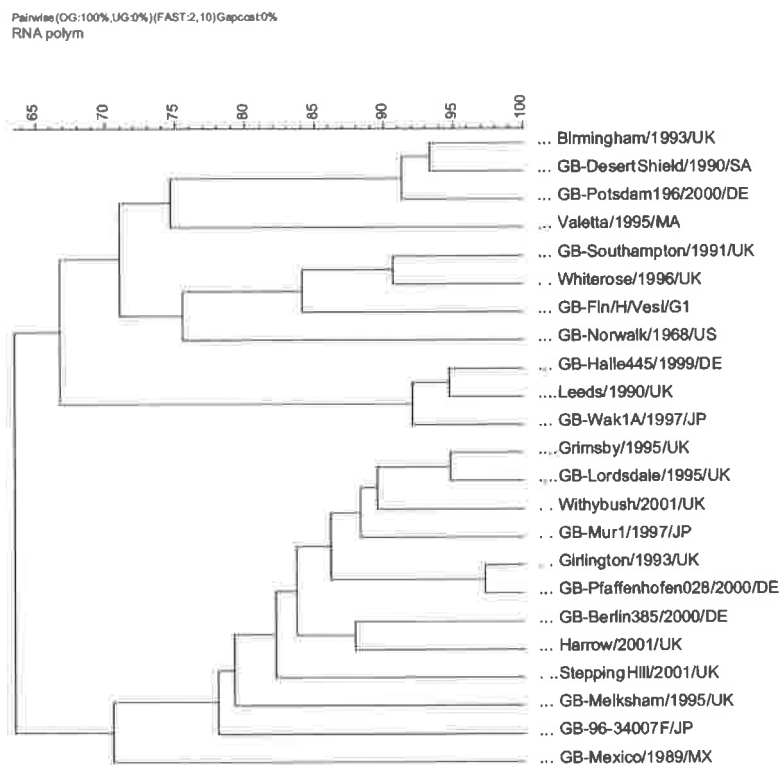 Pairwise (OG:100%,UG:0%) (FAST:2,10) Gapcost:0%
RNA polym
65 70 75 80 85 90 95 100
... Birmingham/1993/UK
... GB-DesertShield/1990/SA
... GB-Potsdam196/2000/DE
... Valetta/1995/MA
... GB-Southampton/1991/UK
. . Whiterose/1996/UK
... GB-Fin/H/Vesi/G1
... GB-Norwalk/1968/US
... GB-Halle445/1999/DE
....Leeds/1990/UK
... GB-Wak1A/1997/JP
....Grimsby/1995/UK
....GB-Lordsdale/1995/UK
. . Withybush/2001/UK
. . GB-Mur1/1997/JP
. . Girlington/1993/UK
... GB-Pfaffenhofen028/2000/DE
... GB-Berlin385/2000/DE
... Harrow/2001/UK
. ..SteppingHill/2001/UK
... GB-Melksham/1995/UK
... GB-96-34007F/JP
... GB-Mexico/1989/MX